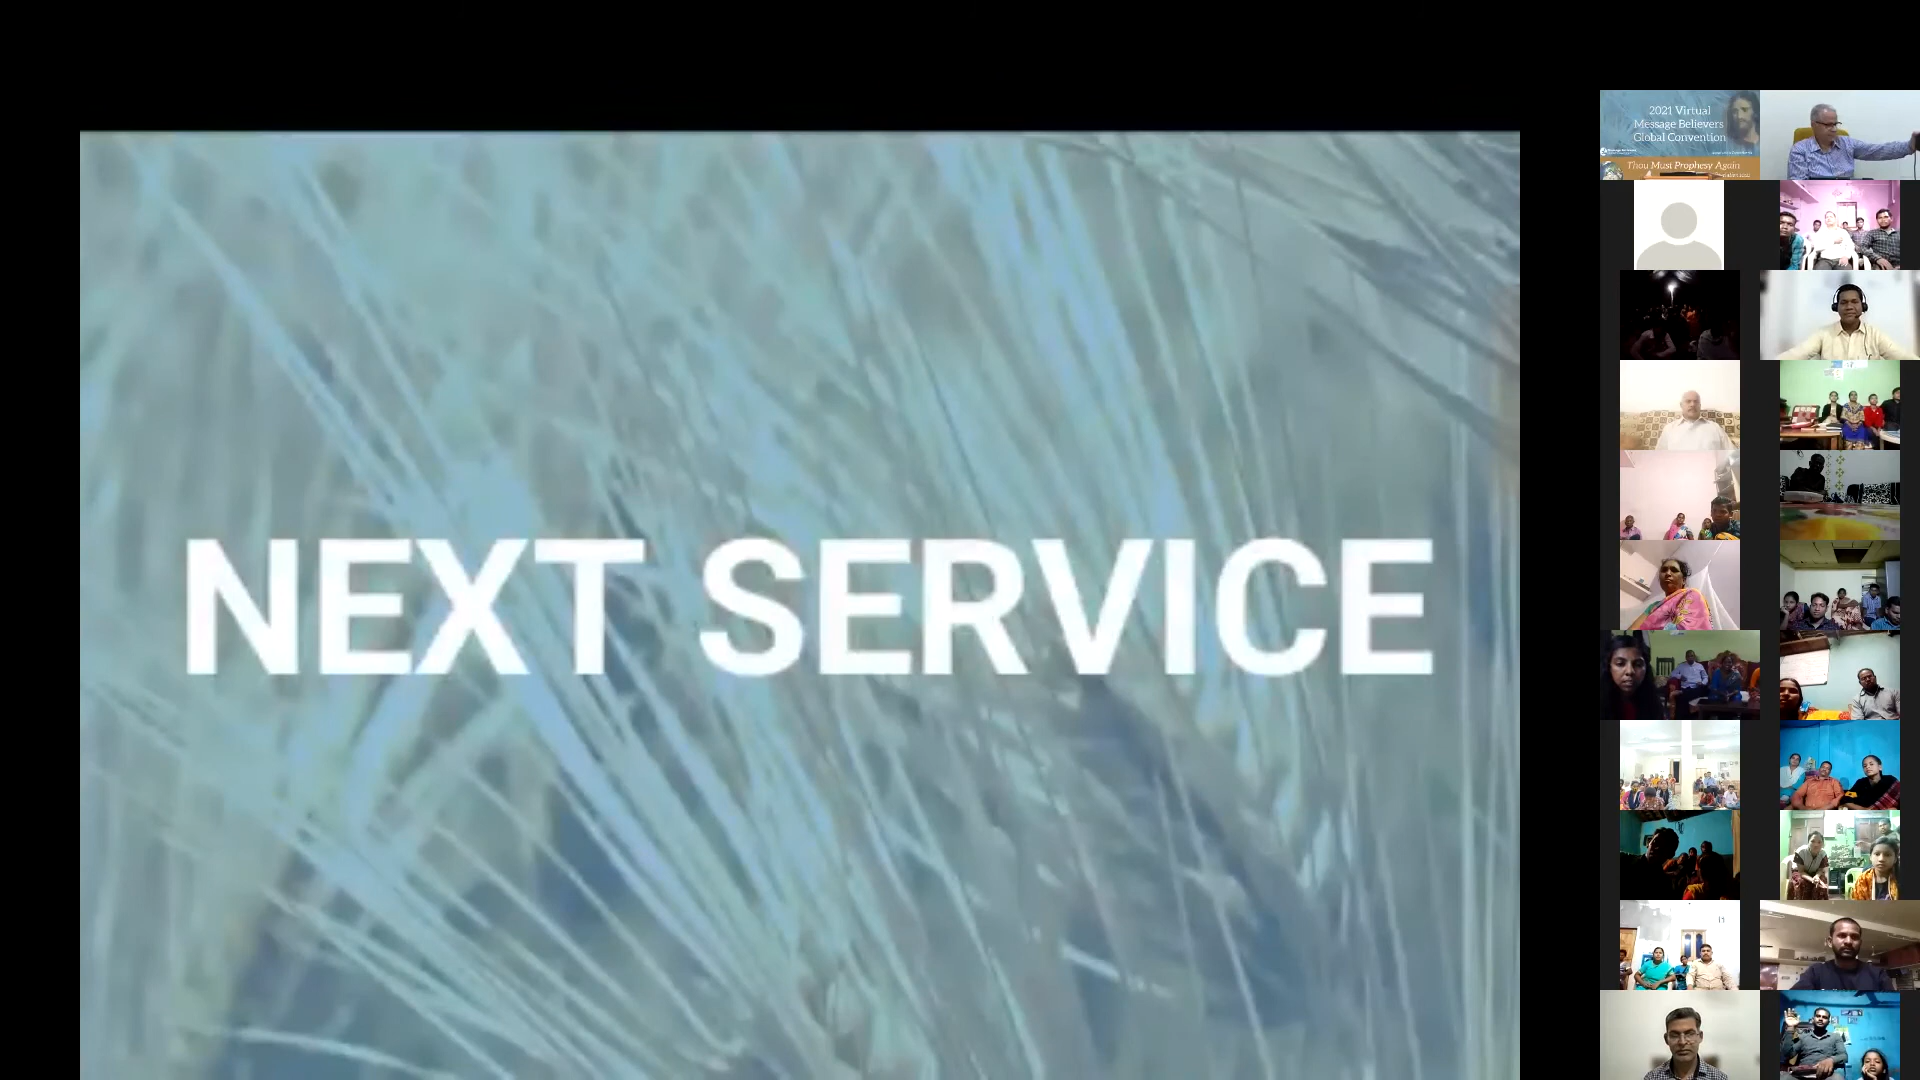 NEXT SERVICE
2021 Virtual
Message Believers
Global Convention
Thou Must Prophesy Again